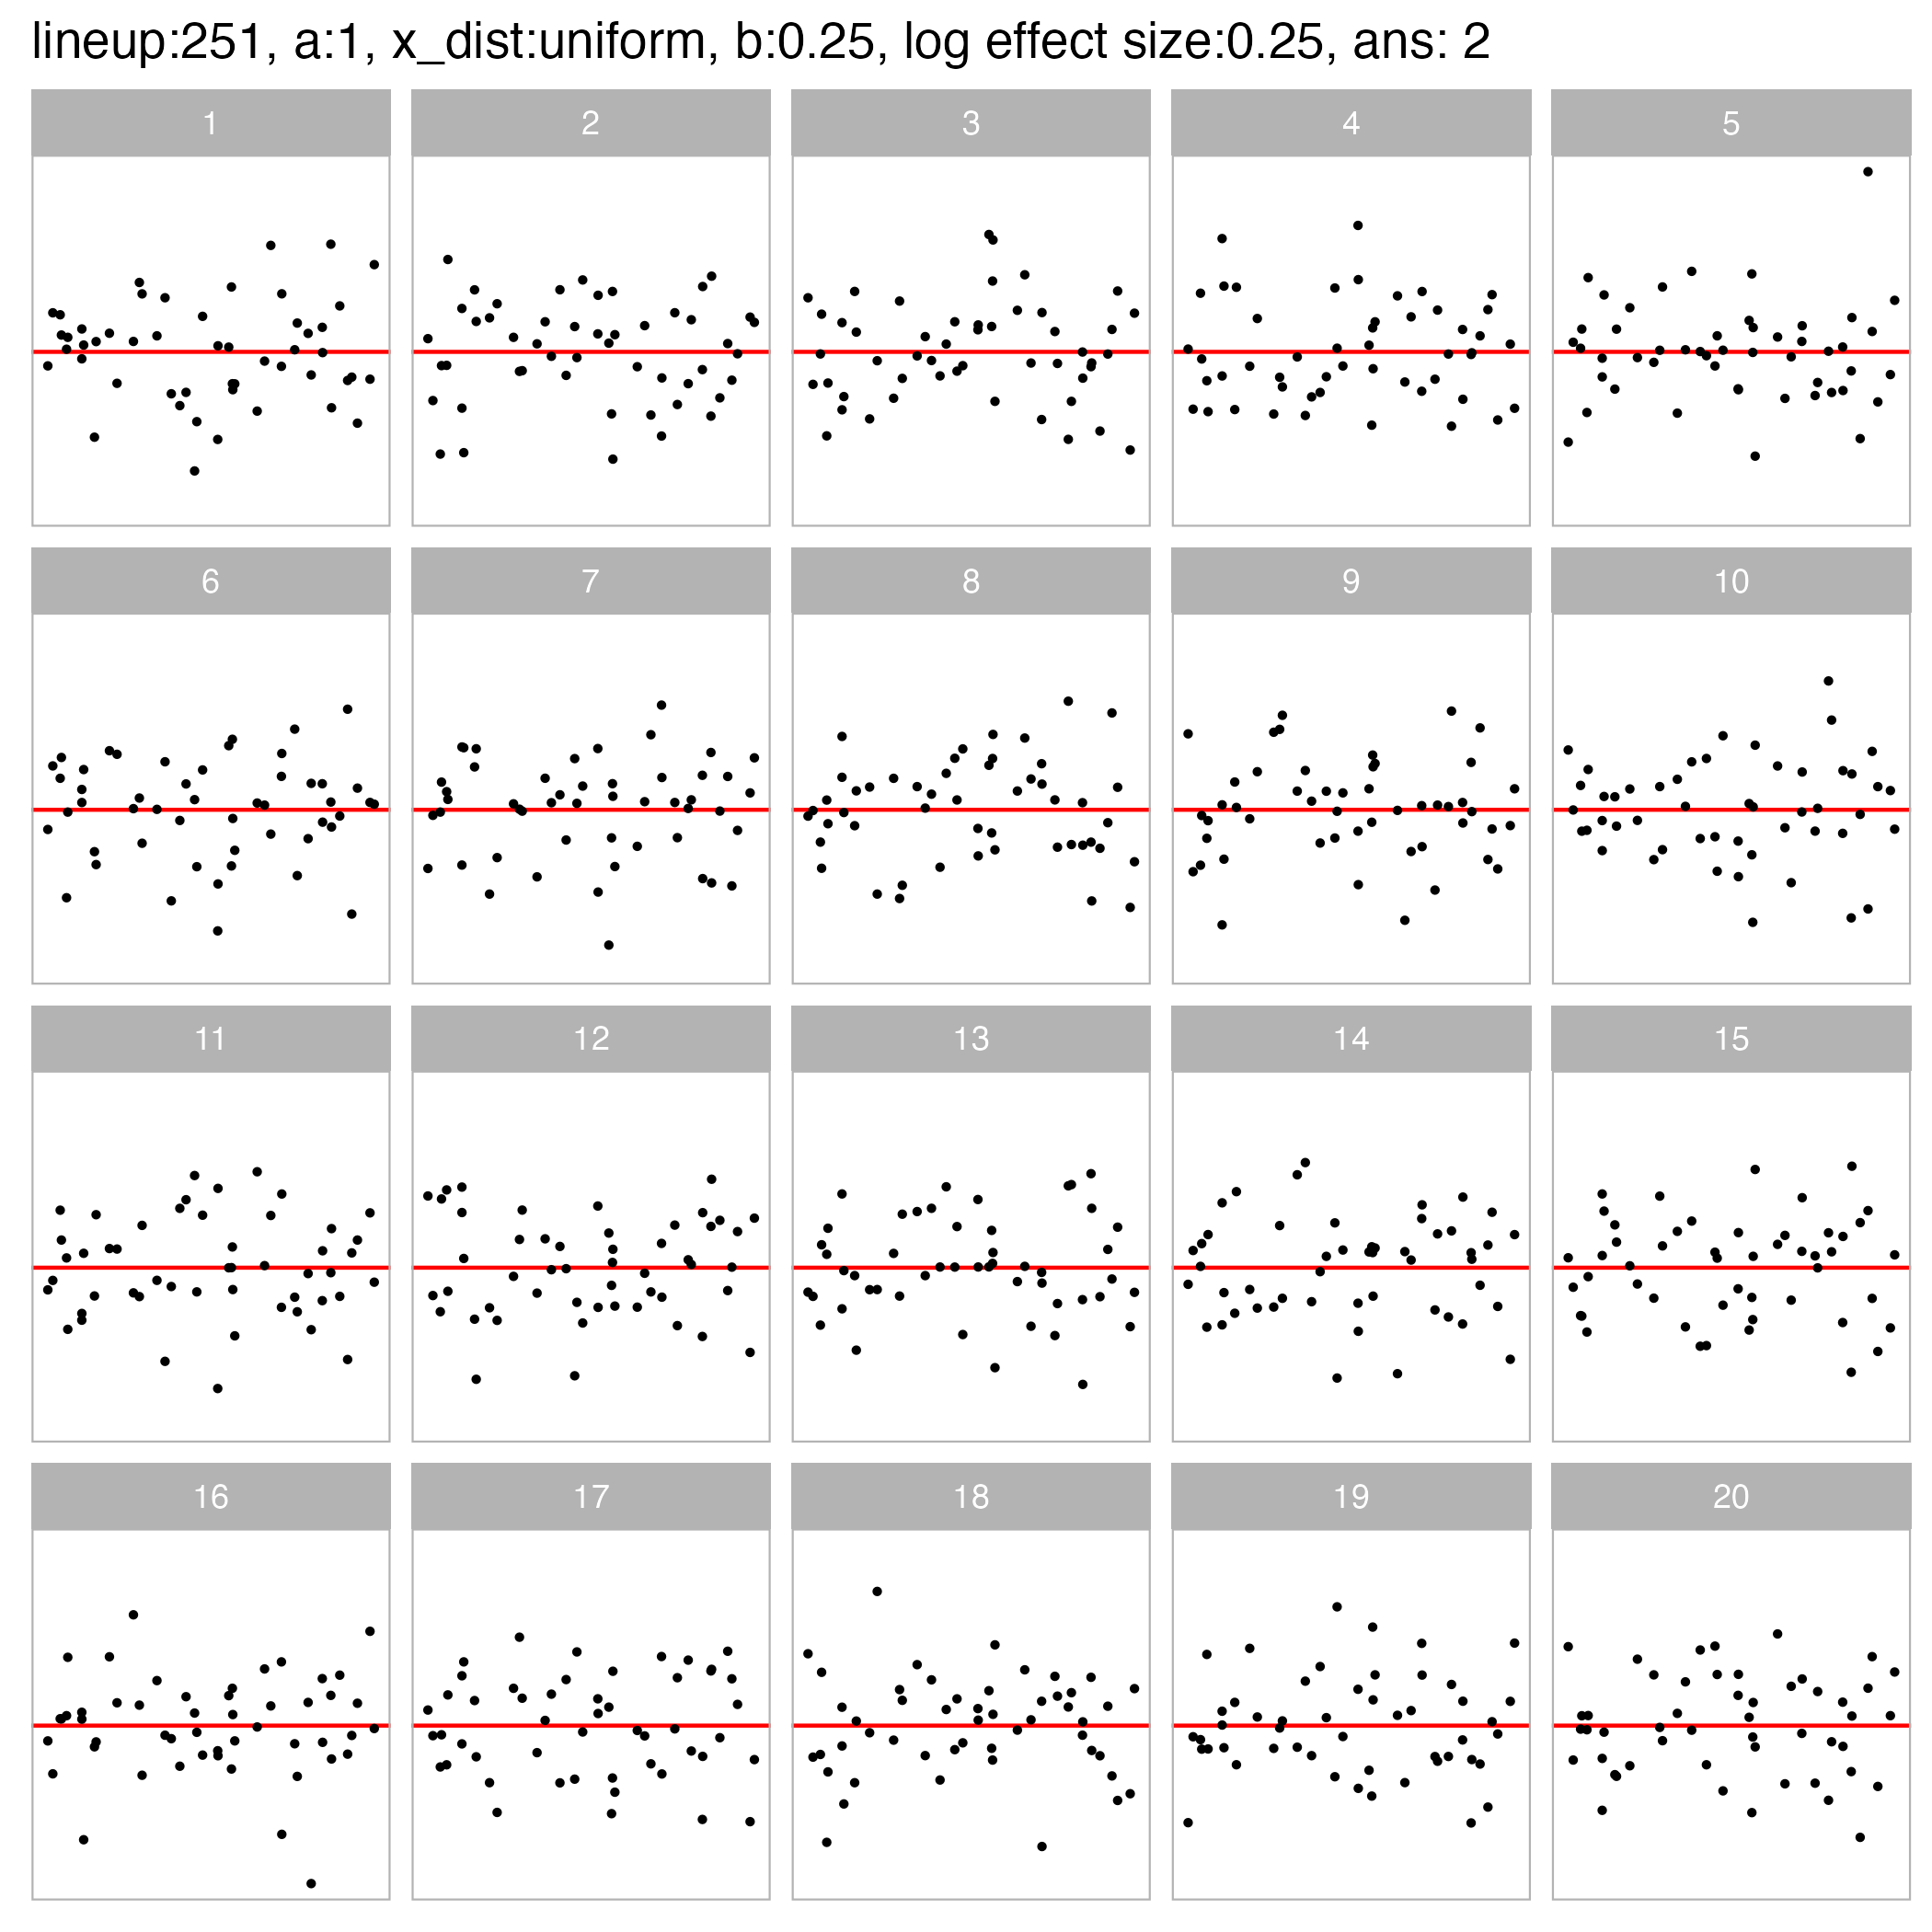 lineup:251, a:1, x_dist:uniform, b:0.25, log effect size:0.25, ans: 2
1 2 3 4 5
6 7 8 9 10
11 12 13 14 15
16 17 18 19 20